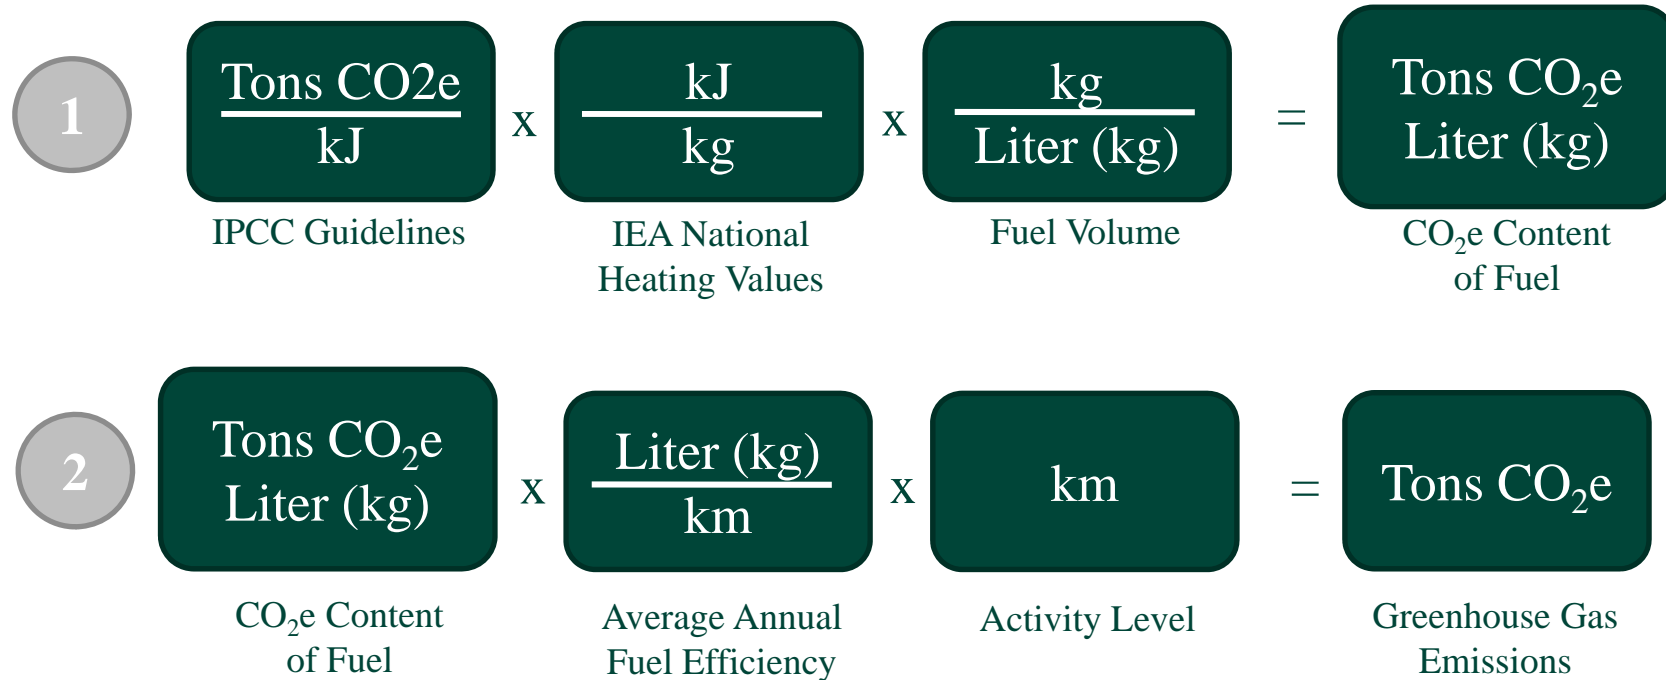 1
Tons CO2e
kJ
x
kJ
kg
x
kg
Liter (kg)
=
Tons CO₂e
Liter (kg)
IPCC Guidelines
IEA National
Heating Values
Fuel Volume
CO₂e Content
of Fuel
2
Tons CO₂e
Liter (kg)
x
Liter (kg)
km
x
km
=
Tons CO₂e
CO₂e Content
of Fuel
Average Annual
Fuel Efficiency
Activity Level
Greenhouse Gas
Emissions